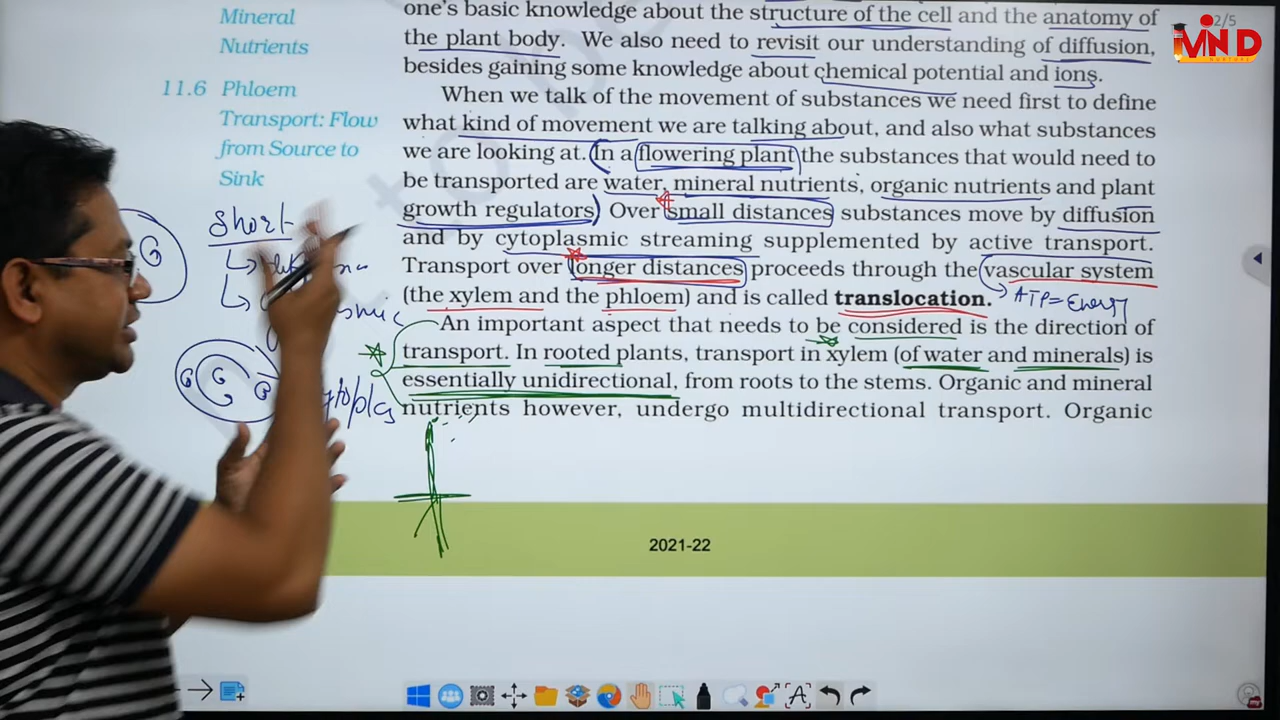 Mineral
Nutrients
11.6 Phloem
Transport: Flow
from Source to
Sink
one's basic knowledge about the structure of the cell and the anatomy of
the plant body. We also need to revisit our understanding of diffusion,
besides gaining some knowledge about chemical potential and ions.
When we talk of the movement of substances we need first to define
what kind of movement we are talking about, and also what substances
we are looking at. In a flowering plant the substances that would need to
be transported are water, mineral nutrients, organic nutrients and plant
growth regulators. Over small distances substances move by diffusion
and by cytoplasmic streaming supplemented by active transport.
Transport over longer distances proceeds through the vascular system
(the xylem and the phloem) and is called translocation.
ATP = Energy
An important aspect that needs to be considered is the direction of
transport. In rooted plants, transport in xylem (of water and minerals) is
essentially unidirectional, from roots to the stems. Organic and mineral
nutrients however, undergo multidirectional transport. Organic
Short
2021-22
2/5
MIND
NURTURE